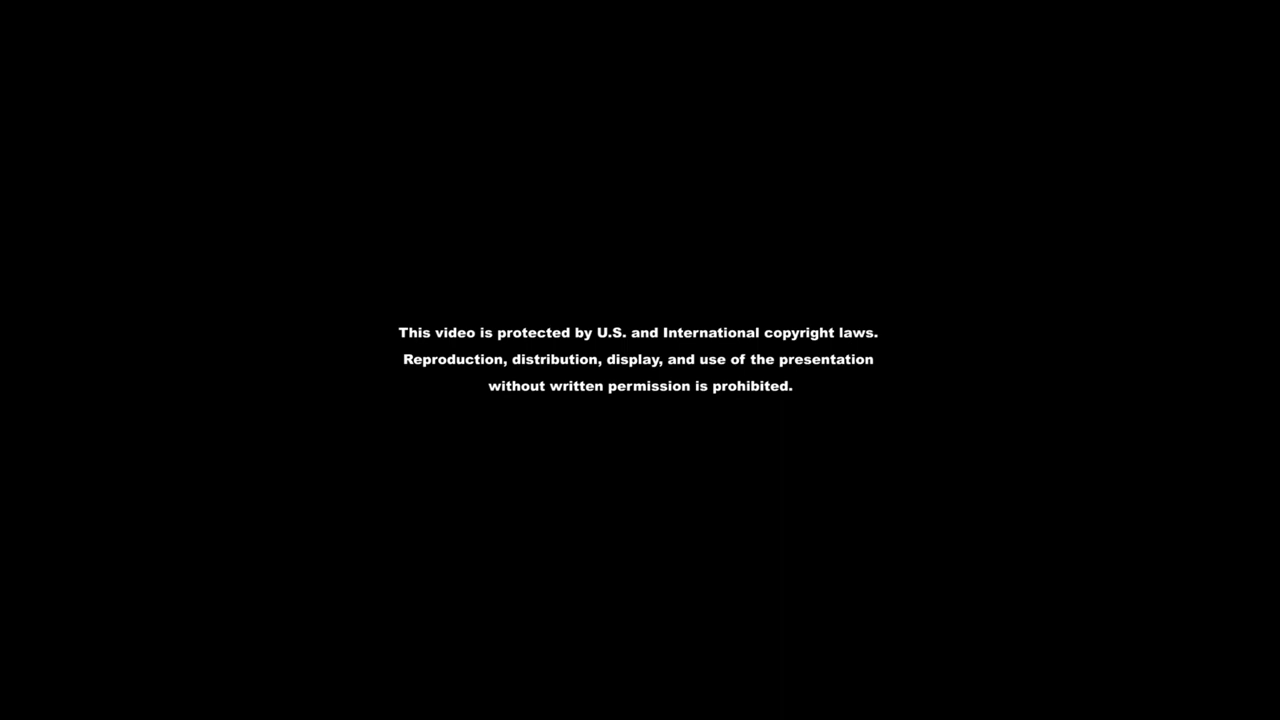 This video is protected by U.S. and International copyright laws.
Reproduction, distribution, display, and use of the presentation
without written permission is prohibited.